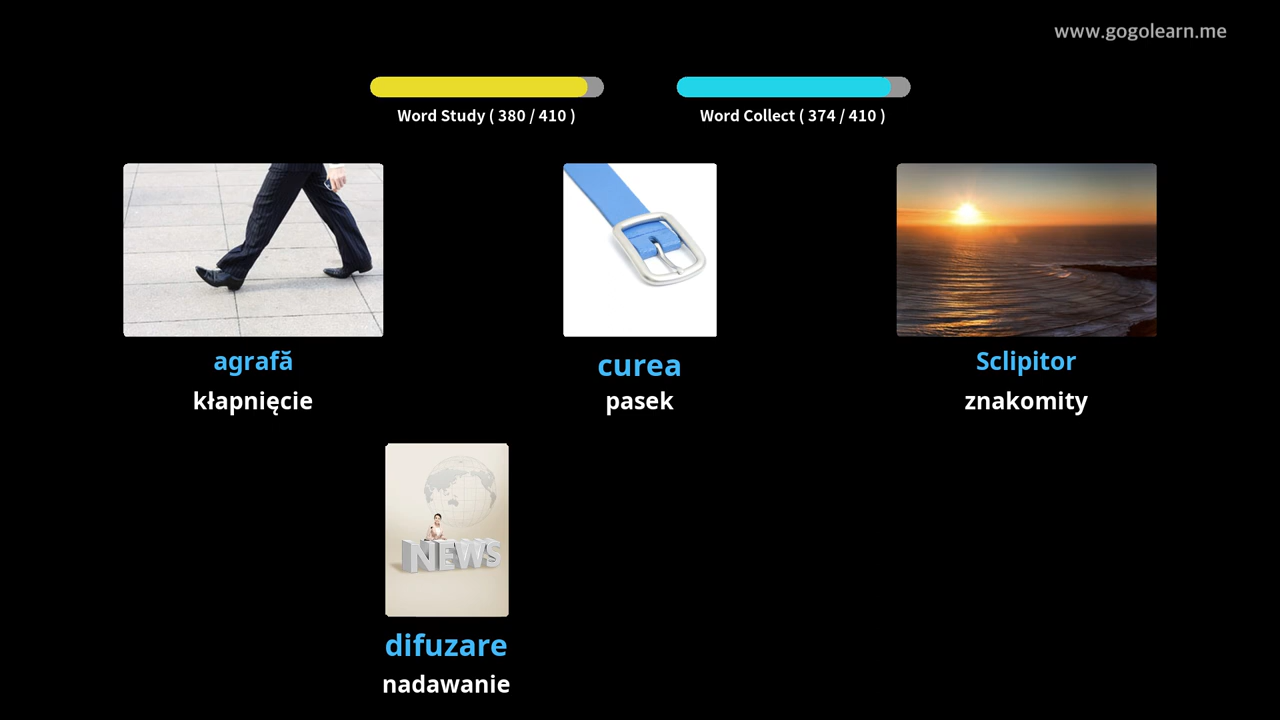 www.gogolearn.me
Word Study ( 380 / 410 )
Word Collect ( 374 / 410 )
agrafă
curea
Sclipitor
kłapnięcie
pasek
znakomity
NEWS
difuzare
nadawanie